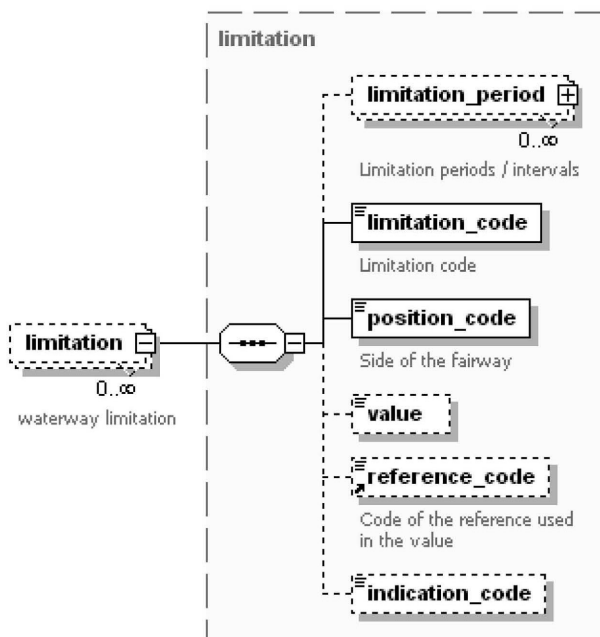 limitation
limitation_period
0..∞
Limitation periods / intervals
limitation_code
Limitation code
position_code
Side of the fairway
limitation
0..∞
waterway limitation
value
reference_code
Code of the reference used
in the value
indication_code